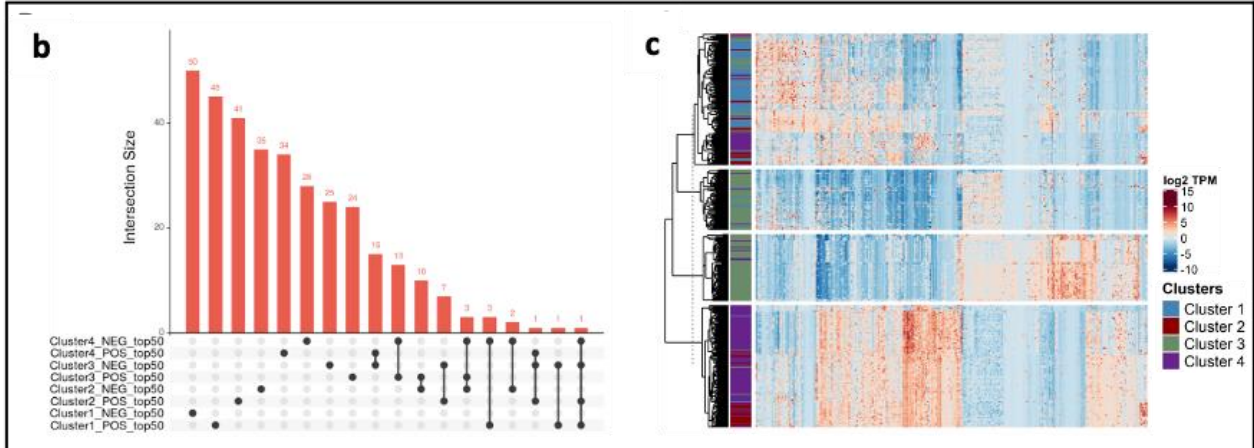 b
50
45
41
35
34
28
25
24
15
13
10
7
3
3
2
1
1
1
Intersection Size
40
20
0
Cluster4_NEG_top50
Cluster4_POS_top50
Cluster3_NEG_top50
Cluster3_POS_top50
Cluster2_NEG_top50
Cluster2_POS_top50
Cluster1_NEG_top50
Cluster1_POS_top50
c
log2 TPM
15
10
5
0
-5
-10
Clusters
Cluster 1
Cluster 2
Cluster 3
Cluster 4